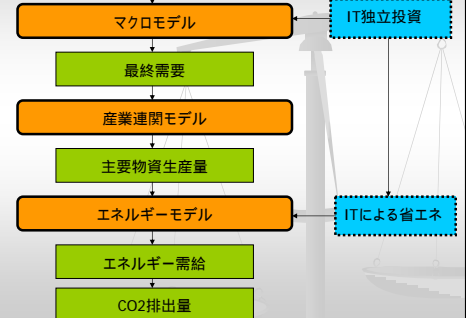 マクロモデル
IT独立投資
最終需要
産業連関モデル
主要物資生産量
エネルギーモデル
ITによる省エネ
エネルギー需給
CO2排出量